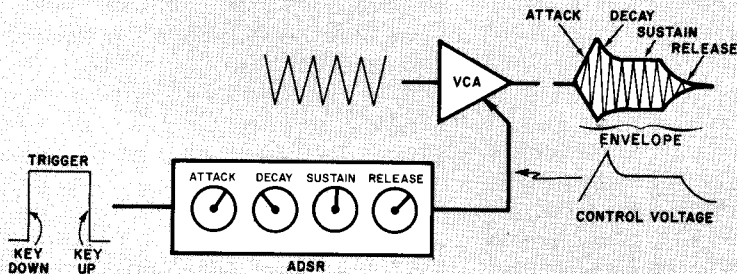 ATTACK
DECAY
SUSTAIN
RELEASE
VCA
ENVELOPE
TRIGGER
ATTACK DECAY SUSTAIN RELEASE
CONTROL VOLTAGE
KEY DOWN
KEY UP
ADSR